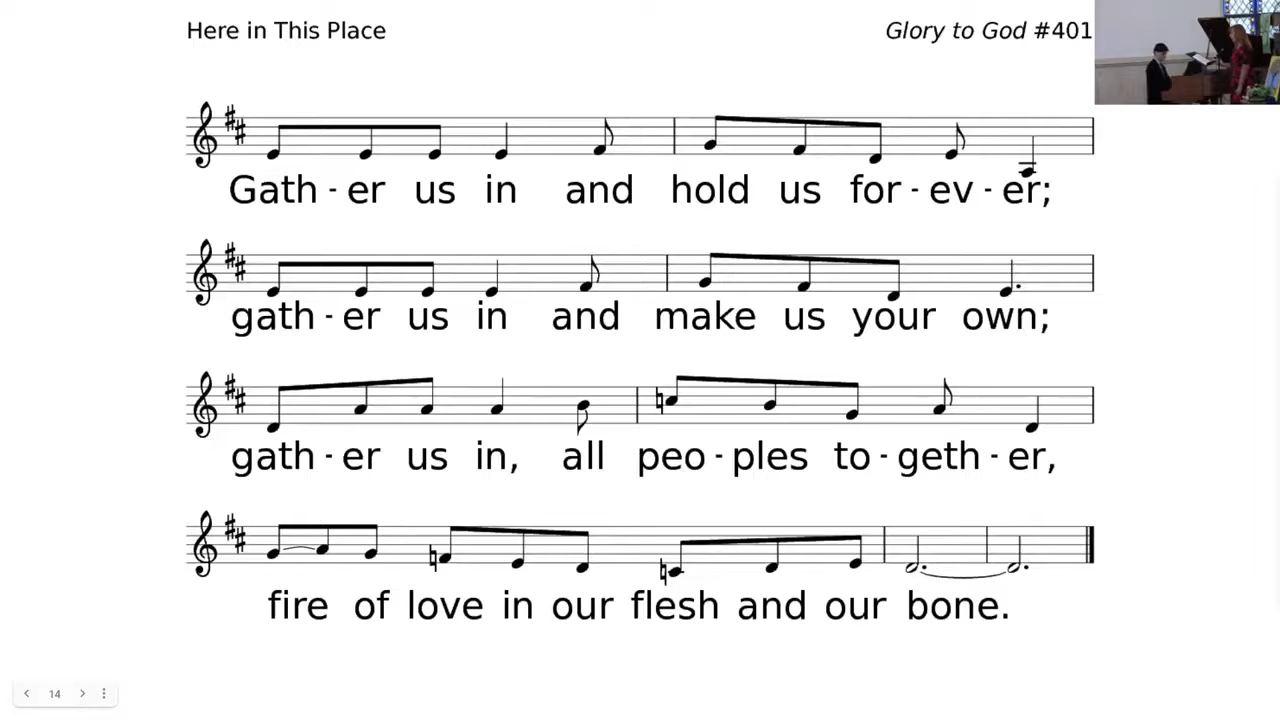 Here in This Place
Glory to God #401
Gath - er us in and hold us for - ev - er;
gath - er us in and make us your own;
gath - er us in, all peo - ples to - geth - er,
fire of love in our flesh and our bone.
14